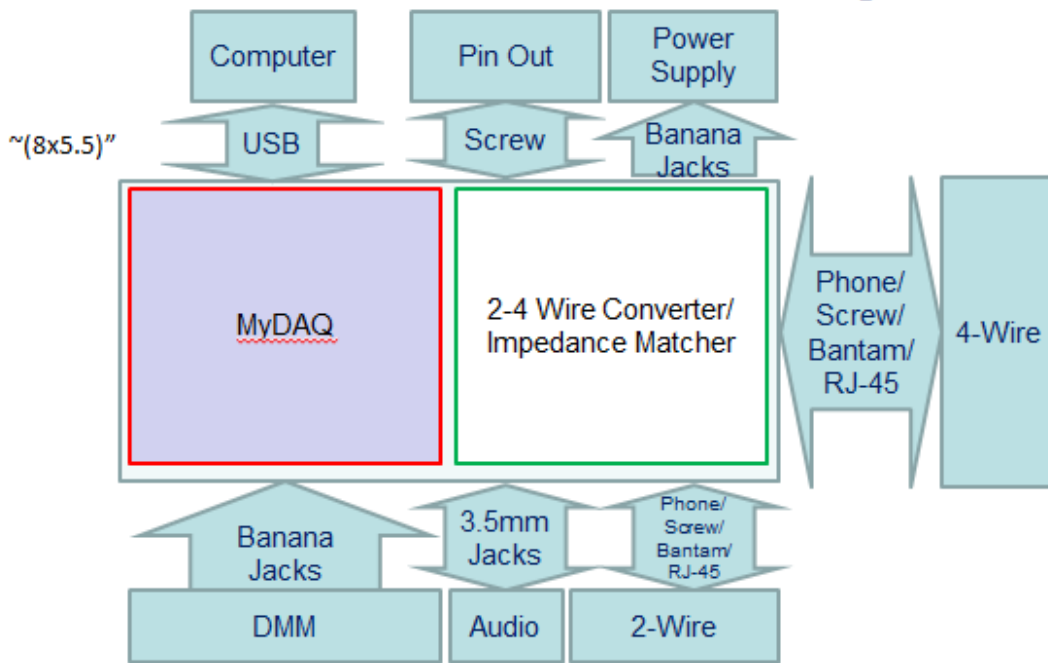 Computer
Pin Out
Power
Supply
~(8x5.5)”
USB
Screw
Banana
Jacks
MyDAQ
2-4 Wire Converter/
Impedance Matcher
Phone/
Screw/
Bantam/
RJ-45
4-Wire
Banana
Jacks
3.5mm
Jacks
Phone/
Screw/
Bantam/
RJ-45
DMM
Audio
2-Wire